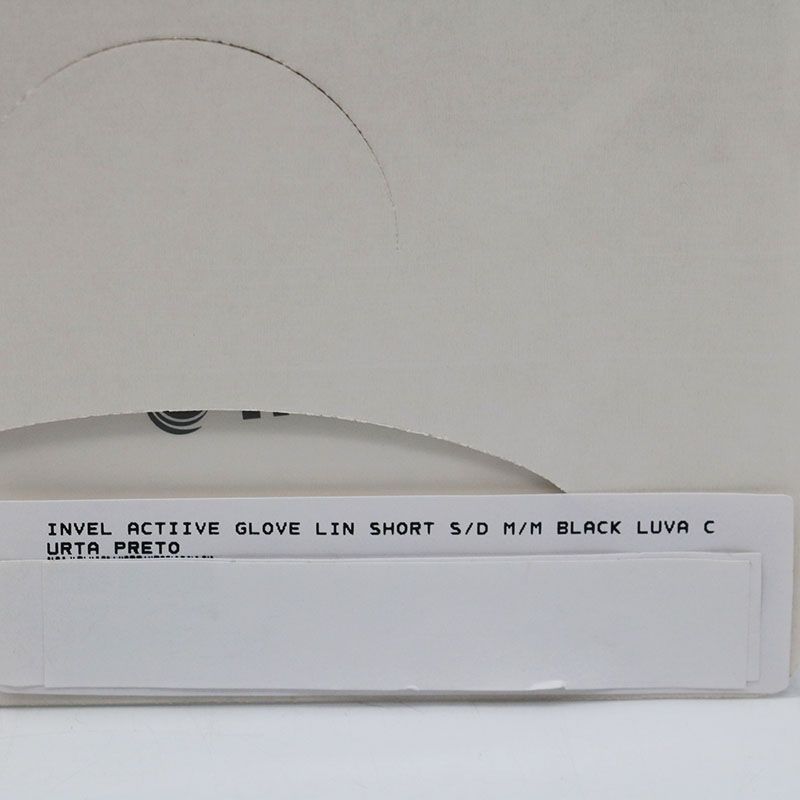 INVEL ACTIIVE GLOVE LIN SHORT S/D M/M BLACK LUVA C
URTA PRETO